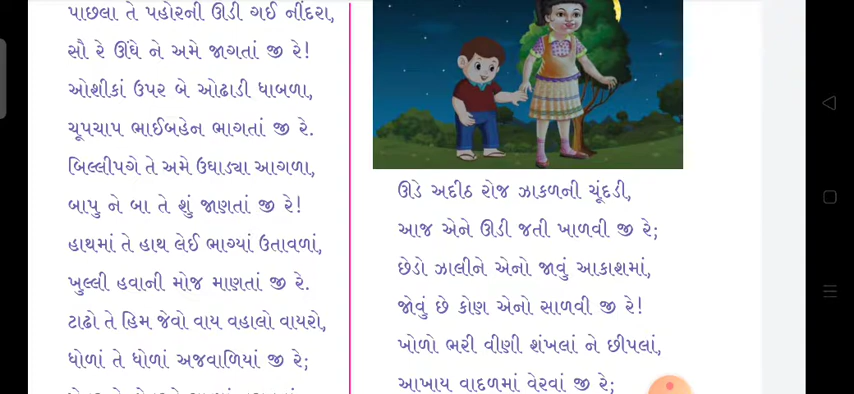 પાછલા તે પહોરની ઊડી ગઈ નીંદરા,
સૌ રે ઊંઘે ને અમે જાગતાં જી રે!
ઓશીકાં ઉપર બે ઓઢાડી ધાબળા,
ચૂપચાપ ભાઈબહેન ભાગતાં જી રે.
બિલ્લીપગે તે અમે ઉઘાડ્યા આગળા,
બાપુ ને બા તે શું જાણતાં જી રે!
હાથમાં તે હાથ લેઈ ભાગ્યાં ઉતાવળાં,
ખુલ્લી હવાની મોજ માણતાં જી રે.
ટાઢો તે હિમ જેવો વાય વહાલો વાયરો,
ધોળાં તે ધોળાં અજવાળિયાં જી રે;
ઊડે અદીઠ રોજ ઝાકળની ચૂંદડી,
આજ એને ઊડી જતી ખાળવી જી રે;
છેડો ઝાલીને એનો જાવું આકાશમાં,
જોવું છે કોણ એનો સાળવી જી રે!
ખોળો ભરી વીણી શંખલાં ને છીપલાં,
આખાય વાદળમાં વેરવાં જી રે;